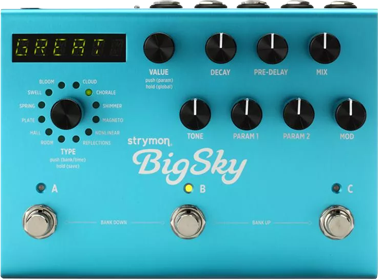 GREAT
VALUE
push (param)
hold (global)
DECAY
PRE-DELAY
MIX
BLOOM
CLOUD
SWELL
CHORALE
SPRING
SHIMMER
PLATE
MAGNETO
HALL
NONLINEAR
ROOM
REFLECTIONS
TYPE
push (bank/tens)
hold (save)
TONE
PARAM 1
PARAM 2
MOD
strymon
BigSky
A
B
C
BANK DOWN
BANK UP